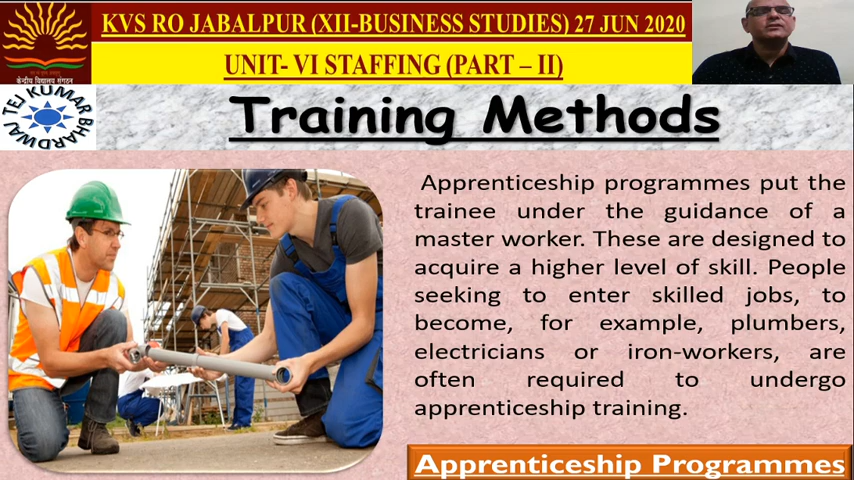 KVS RO JABALPUR (XII-BUSINESS STUDIES) 27 JUN 2020
UNIT- VI STAFFING (PART – II)
केन्द्रीय विद्यालय संगठन
TEJ KUMAR BHARDWAJ
Training Methods
Apprenticeship programmes put the
trainee under the guidance of a
master worker. These are designed to
acquire a higher level of skill. People
seeking to enter skilled jobs, to
become, for example, plumbers,
electricians or iron-workers, are
often required to undergo
apprenticeship training.
Apprenticeship Programmes